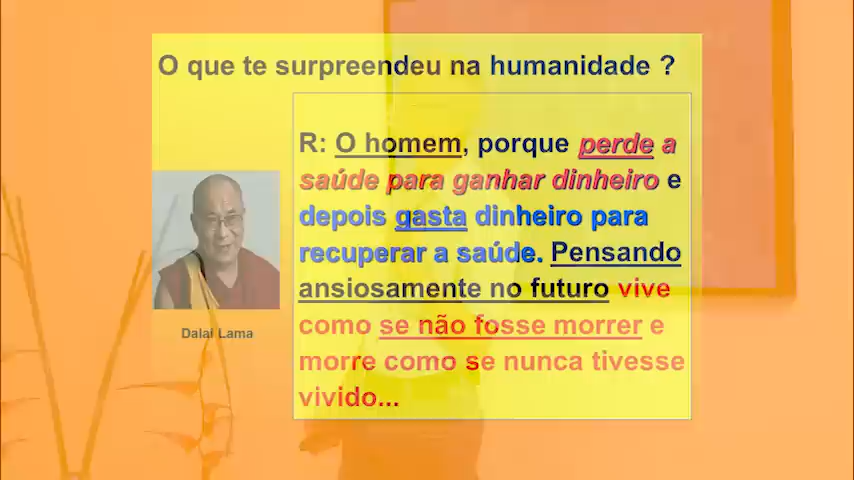 O que te surpreendeu na humanidade ?
R: O homem, porque perde a
saúde para ganhar dinheiro e
depois gasta dinheiro para
recuperar a saúde. Pensando
ansiosamente no futuro vive
como se não fosse morrer e
morre como se nunca tivesse
vivido...
Dalai Lama